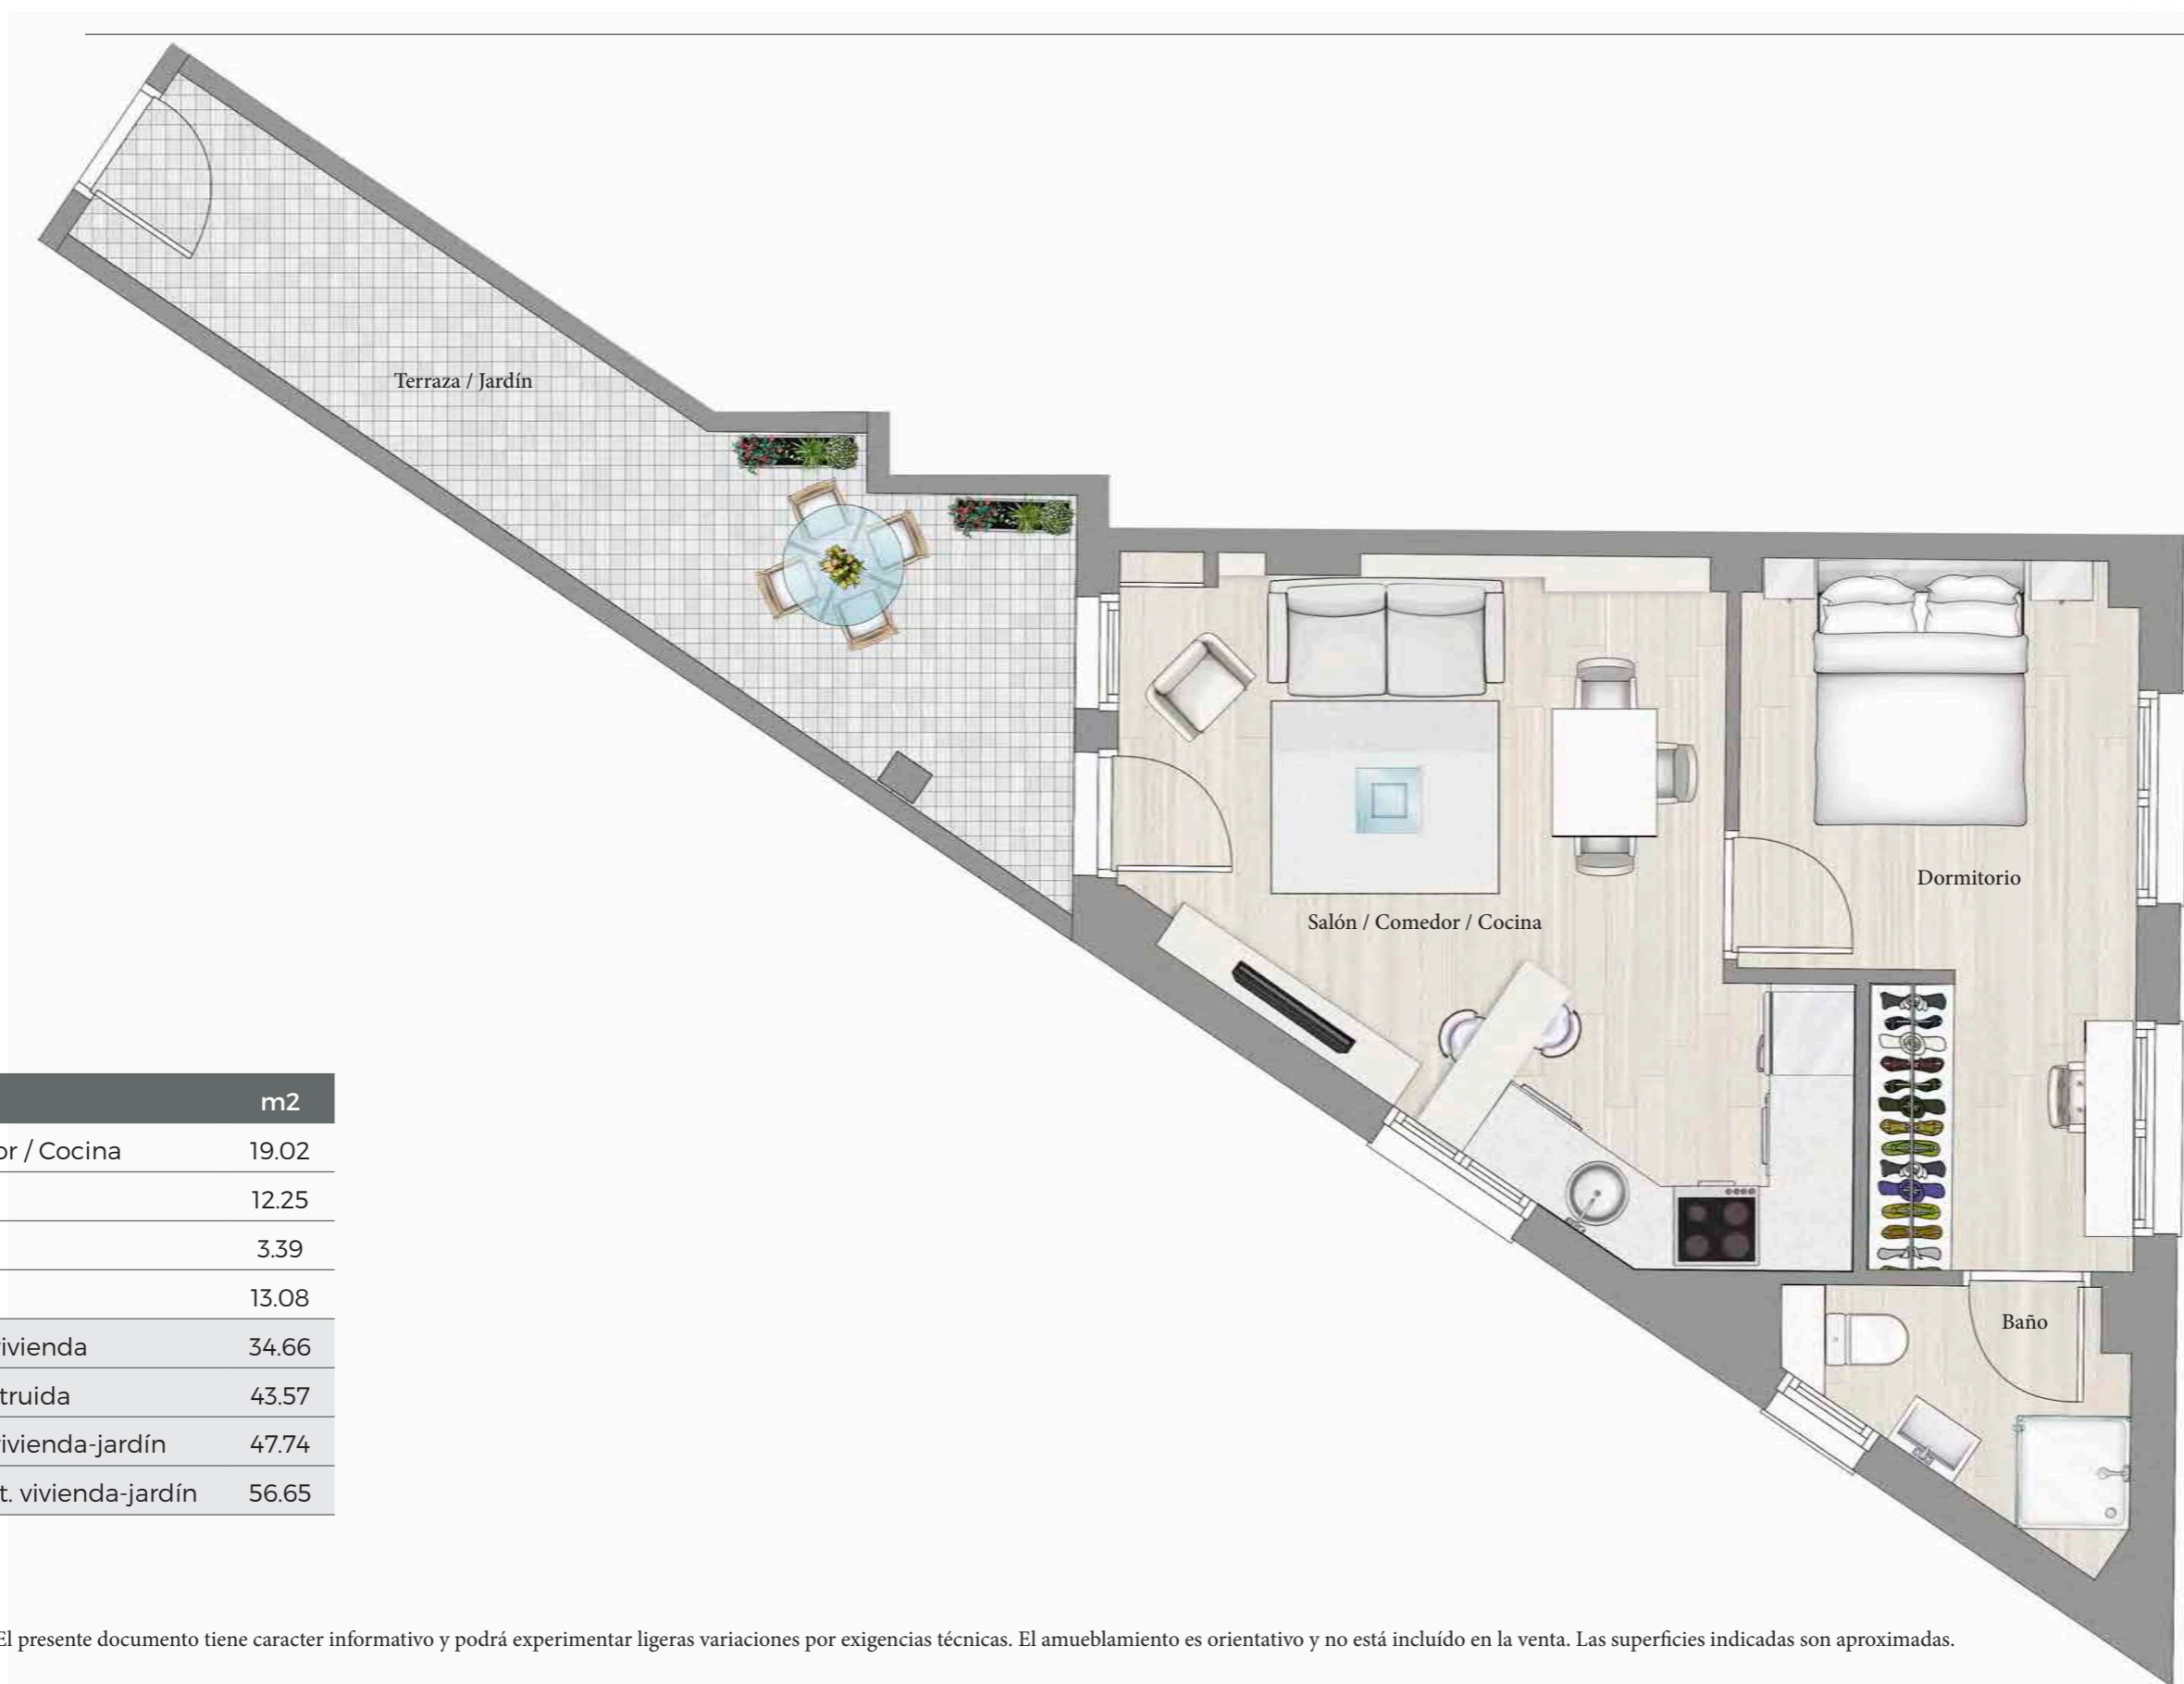 Terraza / Jardín
Dormitorio
Salón / Comedor / Cocina
Baño
m2
or / Cocina 19.02
12.25
3.39
13.08
ivienda 34.66
truida 43.57
ivienda-jardín 47.74
t. vivienda-jardín 56.65
El presente documento tiene caracter informativo y podrá experimentar ligeras variaciones por exigencias técnicas. El amueblamiento es orientativo y no está incluído en la venta. Las superficies indicadas son aproximadas.